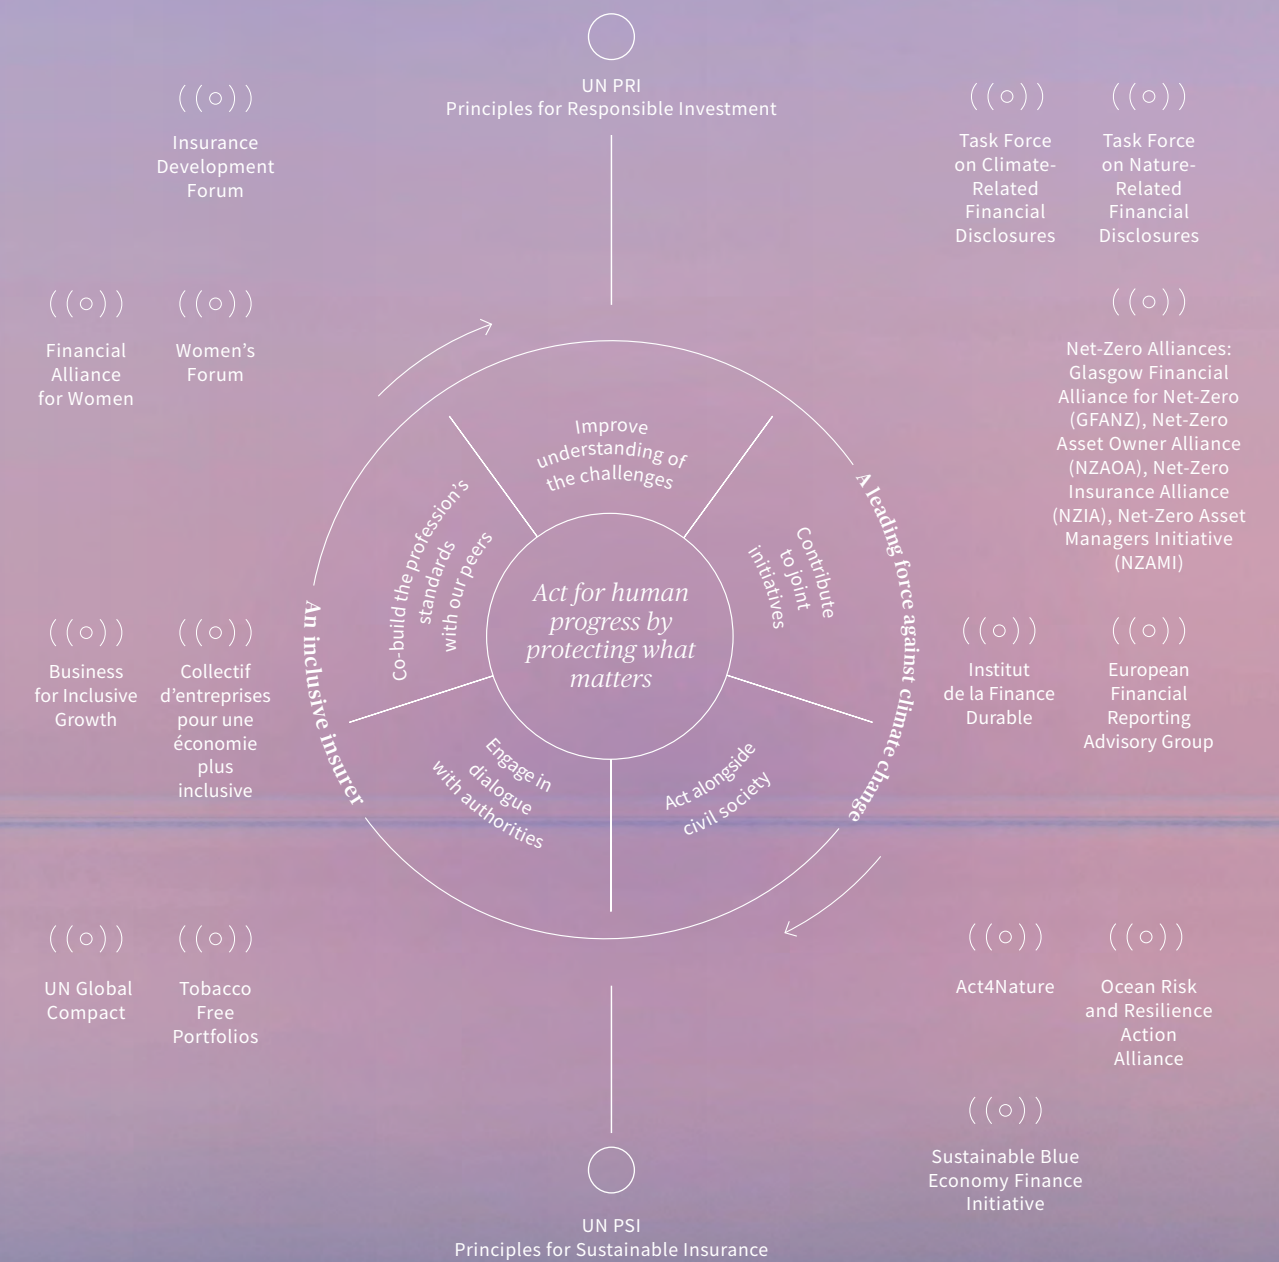 UN PRI
Principles for Responsible Investment
Insurance
Development
Forum
Financial
Alliance
for Women
Women’s
Forum
Business
for Inclusive
Growth
Collectif
d’entreprises
pour une
économie
plus
inclusive
UN Global
Compact
Tobacco
Free
Portfolios
An inclusive insurer
Improve
understanding of
the challenges
Co-build the profession’s
standards
with our peers
Contribute
to joint
initiatives
Act for human
progress by
protecting what
matters
Engage in
dialogue
with authorities
Act alongside
civil society
A leading force against climate change
Task Force
on Climate-
Related
Financial
Disclosures
Task Force
on Nature-
Related
Financial
Disclosures
Net-Zero Alliances:
Glasgow Financial
Alliance for Net-Zero
(GFANZ), Net-Zero
Asset Owner Alliance
(NZAOA), Net-Zero
Insurance Alliance
(NZIA), Net-Zero Asset
Managers Initiative
(NZAMI)
Institut
de la Finance
Durable
European
Financial
Reporting
Advisory Group
Act4Nature
Ocean Risk
and Resilience
Action
Alliance
Sustainable Blue
Economy Finance
Initiative
UN PSI
Principles for Sustainable Insurance